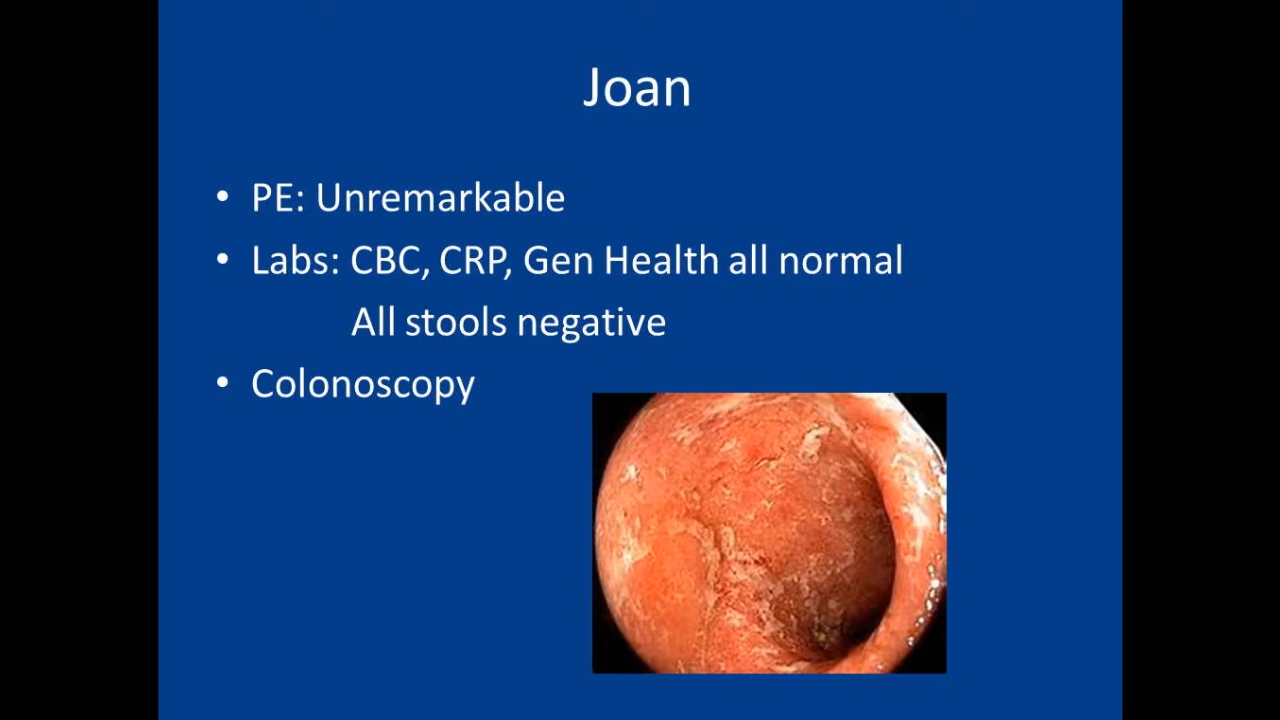 Joan
• PE: Unremarkable
• Labs: CBC, CRP, Gen Health all normal
All stools negative
• Colonoscopy